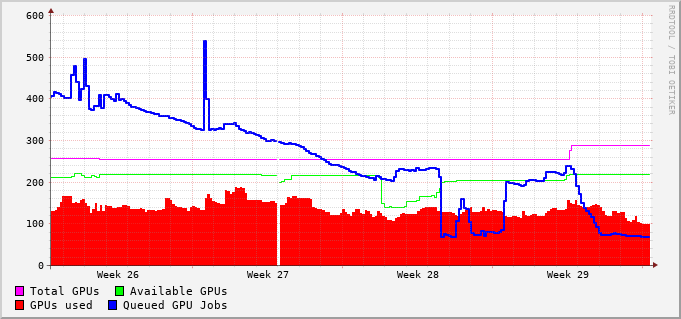 600
500
400
300
200
100
0
Week 26 Week 27 Week 28 Week 29
Total GPUs Available GPUs
GPUs used Queued GPU Jobs
RRDTOOL / TOBI OETIKER